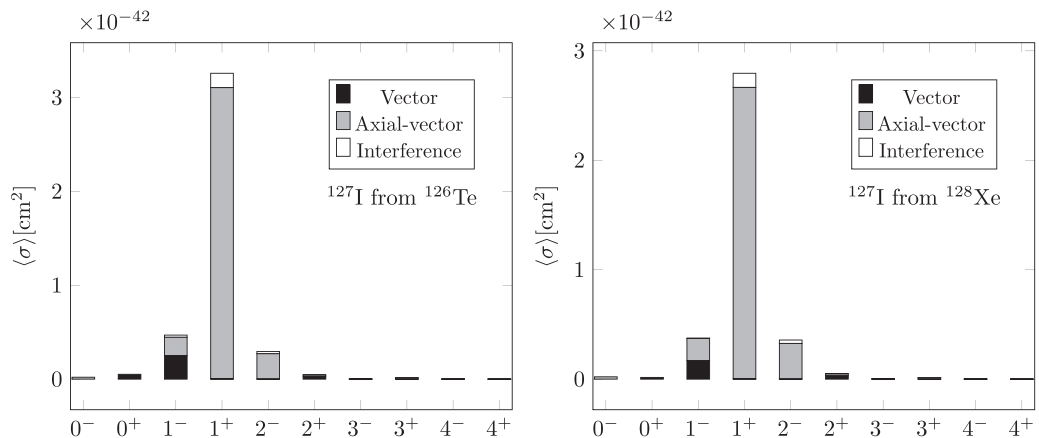 ×10⁻⁴²
3
2
1
0
⟨σ⟩[cm²]
Vector
Axial-vector
Interference
¹²⁷I from ¹²⁶Te
0⁻ 0⁺ 1⁻ 1⁺ 2⁻ 2⁺ 3⁻ 3⁺ 4⁻ 4⁺
×10⁻⁴²
3
2
1
0
⟨σ⟩[cm²]
Vector
Axial-vector
Interference
¹²⁷I from ¹²⁸Xe
0⁻ 0⁺ 1⁻ 1⁺ 2⁻ 2⁺ 3⁻ 3⁺ 4⁻ 4⁺